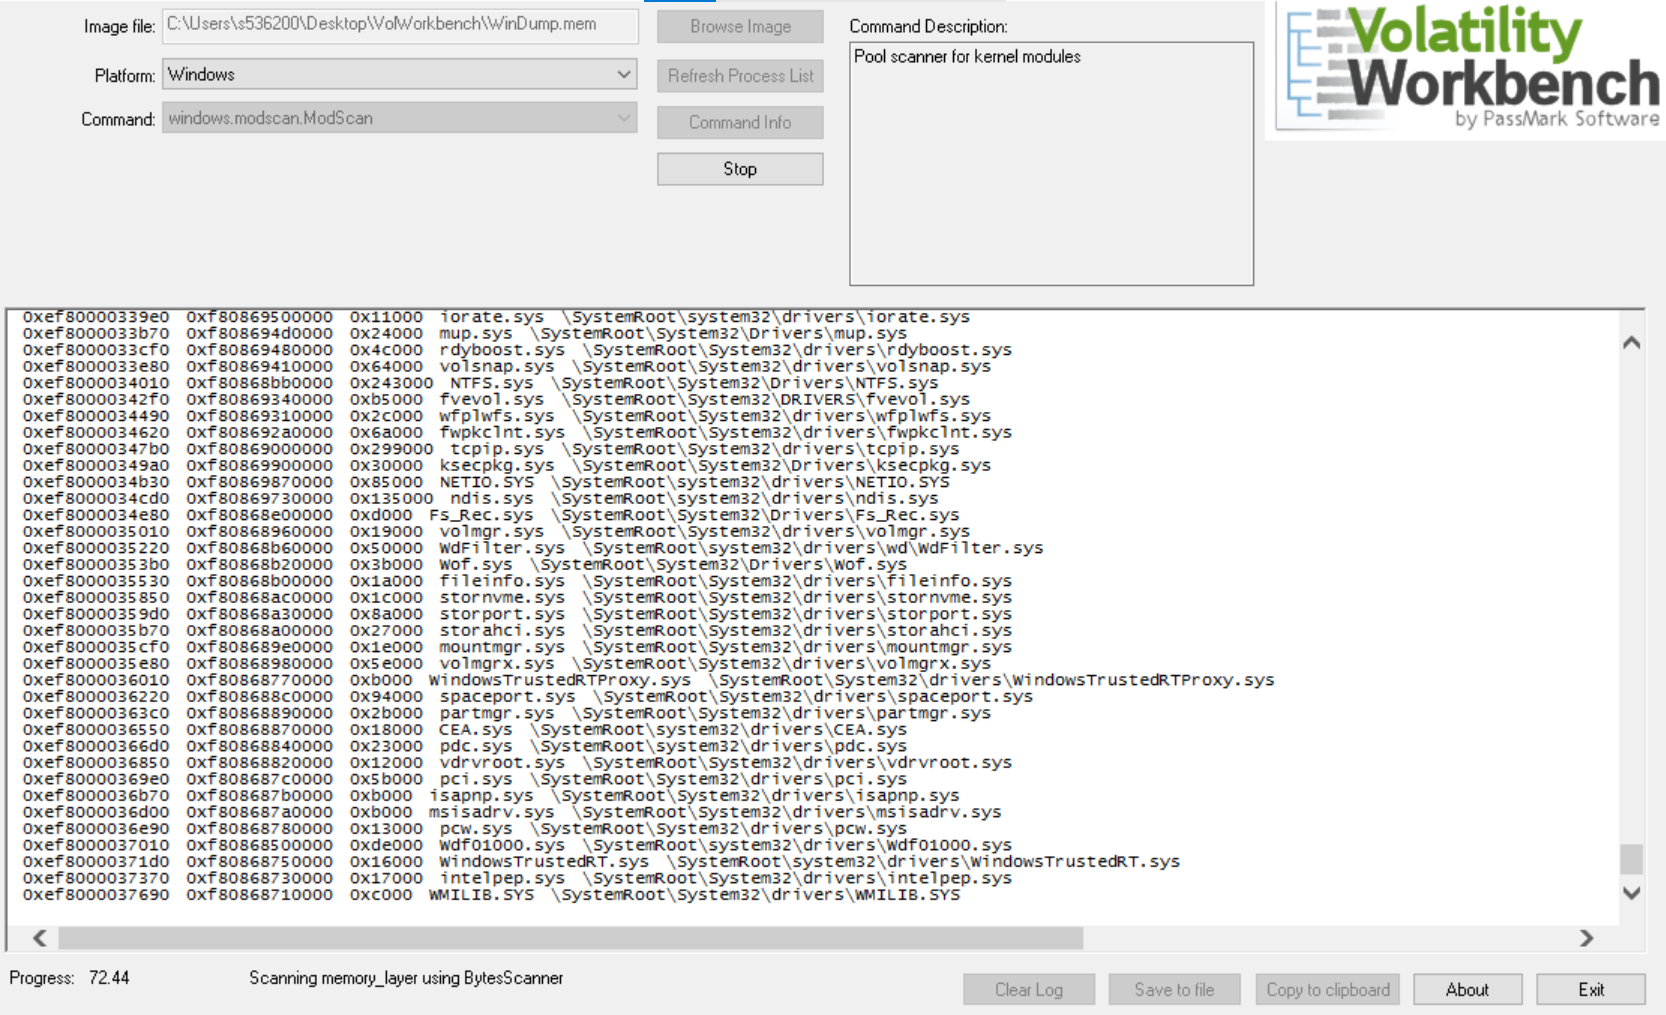 Image file: C:\Users\s536200\Desktop\VolWorkbench\WinDump.mem
Browse Image
Command Description:
Volatility
Workbench
by PassMark Software
Pool scanner for kernel modules
Platform: Windows
Refresh Process List
Command: windows.modscan.ModScan
Command Info
Stop
0xef80000339e0 0xf80869500000 0x11000 iorate.sys \SystemRoot\system32\drivers\iorate.sys
0xef8000033b70 0xf808694d0000 0x24000 mup.sys \SystemRoot\System32\Drivers\mup.sys
0xef8000033cf0 0xf80869480000 0x4c000 rdyboost.sys \SystemRoot\System32\drivers\rdyboost.sys
0xef8000033e80 0xf80869410000 0x64000 volsnap.sys \SystemRoot\System32\drivers\volsnap.sys
0xef8000034010 0xf80868bb0000 0x243000 NTFS.sys \SystemRoot\System32\Drivers\NTFS.sys
0xef80000342f0 0xf80869340000 0xb5000 fvevol.sys \SystemRoot\System32\DRIVERS\fvevol.sys
0xef8000034490 0xf80869310000 0x2c000 wfplwfs.sys \SystemRoot\System32\drivers\wfplwfs.sys
0xef8000034620 0xf808692a0000 0x6a000 fwpkclnt.sys \SystemRoot\System32\drivers\fwpkclnt.sys
0xef80000347b0 0xf80869000000 0x299000 tcpip.sys \SystemRoot\System32\drivers\tcpip.sys
0xef80000349a0 0xf80869900000 0x30000 ksecpkg.sys \SystemRoot\System32\Drivers\ksecpkg.sys
0xef8000034b30 0xf80869870000 0x85000 NETIO.SYS \SystemRoot\system32\drivers\NETIO.SYS
0xef8000034cd0 0xf80869730000 0x135000 ndis.sys \SystemRoot\system32\drivers\ndis.sys
0xef8000034e80 0xf80868e00000 0xd000 Fs_Rec.sys \SystemRoot\System32\Drivers\Fs_Rec.sys
0xef8000035010 0xf80868960000 0x19000 volmgr.sys \SystemRoot\System32\drivers\volmgr.sys
0xef8000035220 0xf80868b60000 0x50000 WdFilter.sys \SystemRoot\system32\drivers\wd\WdFilter.sys
0xef80000353b0 0xf80868b20000 0x3b000 Wof.sys \SystemRoot\System32\Drivers\Wof.sys
0xef8000035530 0xf80868b00000 0x1a000 fileinfo.sys \SystemRoot\System32\drivers\fileinfo.sys
0xef8000035850 0xf80868ac0000 0x1c000 stornvme.sys \SystemRoot\System32\drivers\stornvme.sys
0xef80000359d0 0xf80868a30000 0x8a000 storport.sys \SystemRoot\System32\drivers\storport.sys
0xef8000035b70 0xf80868a00000 0x27000 storahci.sys \SystemRoot\System32\drivers\storahci.sys
0xef8000035cf0 0xf808689e0000 0x1e000 mountmgr.sys \SystemRoot\System32\drivers\mountmgr.sys
0xef8000035e80 0xf80868980000 0x5e000 volmgrx.sys \SystemRoot\System32\drivers\volmgrx.sys
0xef8000036010 0xf80868770000 0xb000 WindowsTrustedRTProxy.sys \SystemRoot\System32\drivers\WindowsTrustedRTProxy.sys
0xef8000036220 0xf808688c0000 0x94000 spaceport.sys \SystemRoot\System32\drivers\spaceport.sys
0xef80000363c0 0xf80868890000 0x2b000 partmgr.sys \SystemRoot\System32\drivers\partmgr.sys
0xef8000036550 0xf80868870000 0x18000 CEA.sys \SystemRoot\System32\drivers\CEA.sys
0xef80000366d0 0xf80868840000 0x23000 pdc.sys \SystemRoot\system32\drivers\pdc.sys
0xef8000036850 0xf80868820000 0x12000 vdrvroot.sys \SystemRoot\System32\drivers\vdrvroot.sys
0xef80000369e0 0xf808687c0000 0x5b000 pci.sys \SystemRoot\System32\drivers\pci.sys
0xef8000036b70 0xf808687b0000 0xb000 isapnp.sys \SystemRoot\System32\drivers\isapnp.sys
0xef8000036d00 0xf808687a0000 0xb000 msisadrv.sys \SystemRoot\System32\drivers\msisadrv.sys
0xef8000036e90 0xf80868780000 0x13000 pcw.sys \SystemRoot\System32\drivers\pcw.sys
0xef8000037010 0xf80868500000 0xde000 Wdf01000.sys \SystemRoot\system32\drivers\Wdf01000.sys
0xef80000371d0 0xf80868750000 0x16000 WindowsTrustedRT.sys \SystemRoot\system32\drivers\WindowsTrustedRT.sys
0xef8000037370 0xf80868730000 0x17000 intelpep.sys \SystemRoot\System32\drivers\intelpep.sys
0xef8000037690 0xf80868710000 0xc000 WMILIB.SYS \SystemRoot\System32\drivers\WMILIB.SYS
Progress: 72.44 Scanning memory_layer using BytesScanner
Clear Log Save to file Copy to clipboard About Exit